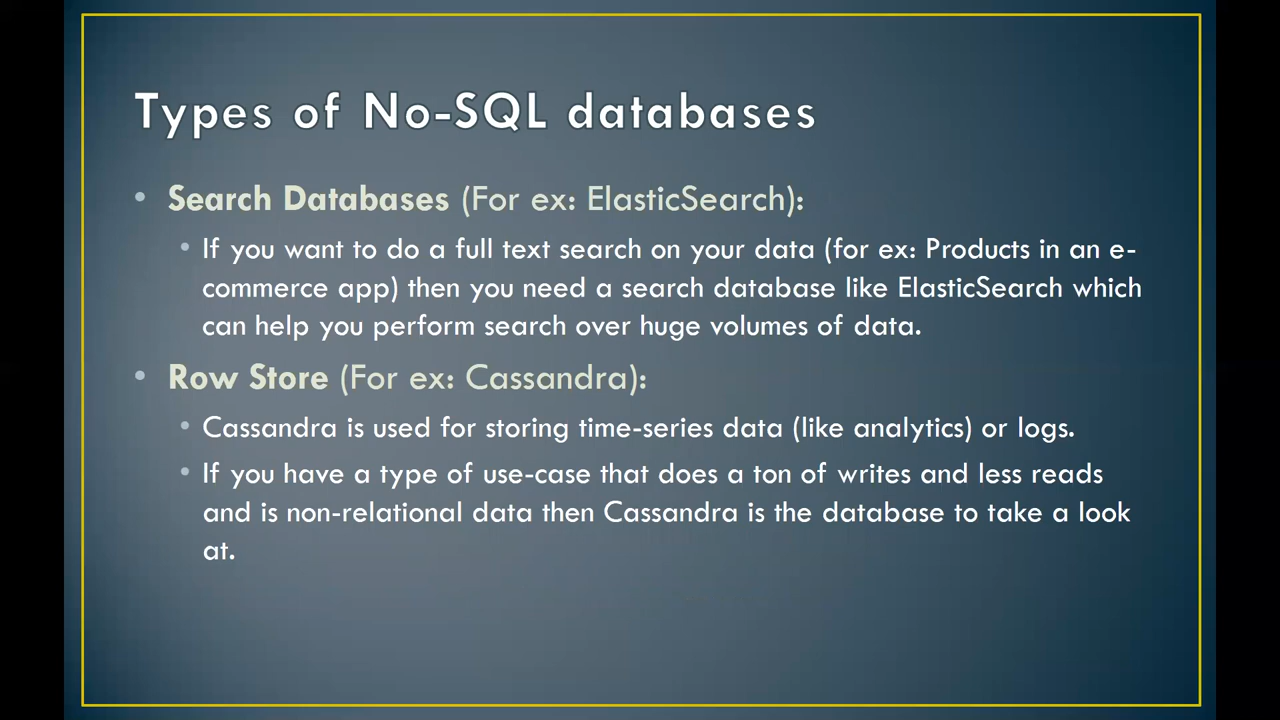 Types of No-SQL databases
• Search Databases (For ex: ElasticSearch):
• If you want to do a full text search on your data (for ex: Products in an e-
commerce app) then you need a search database like ElasticSearch which
can help you perform search over huge volumes of data.
• Row Store (For ex: Cassandra):
• Cassandra is used for storing time-series data (like analytics) or logs.
• If you have a type of use-case that does a ton of writes and less reads
and is non-relational data then Cassandra is the database to take a look
at.